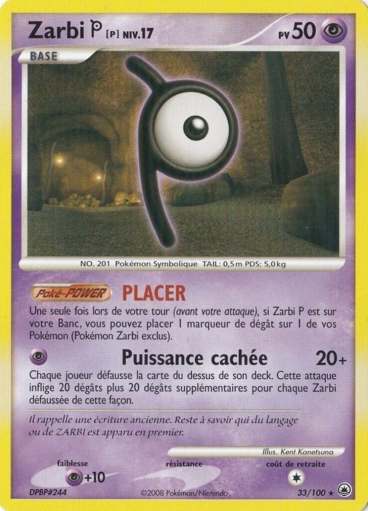 Zarbi P [P] NIV.17 PV 50
BASE
NO. 201 Pokémon Symbolique TAIL: 0,5m PDS: 5,0kg
Poké-POWER PLACER
Une seule fois lors de votre tour (avant votre attaque), si Zarbi P est sur
votre Banc, vous pouvez placer 1 marqueur de dégât sur 1 de vos
Pokémon (Pokémon Zarbi exclus).
Puissance cachée 20+
Chaque joueur défausse la carte du dessus de son deck. Cette attaque
inflige 20 dégâts plus 20 dégâts supplémentaires pour chaque Zarbi
défaussée de cette façon.
Il rappelle une écriture ancienne. Reste à savoir qui du langage
ou de ZARBI est apparu en premier.
Illus. Kent Kanetsuna
faiblesse résistance coût de retraite
+10
DPBP#244 ©2008 Pokémon/Nintendo 33/100 ★